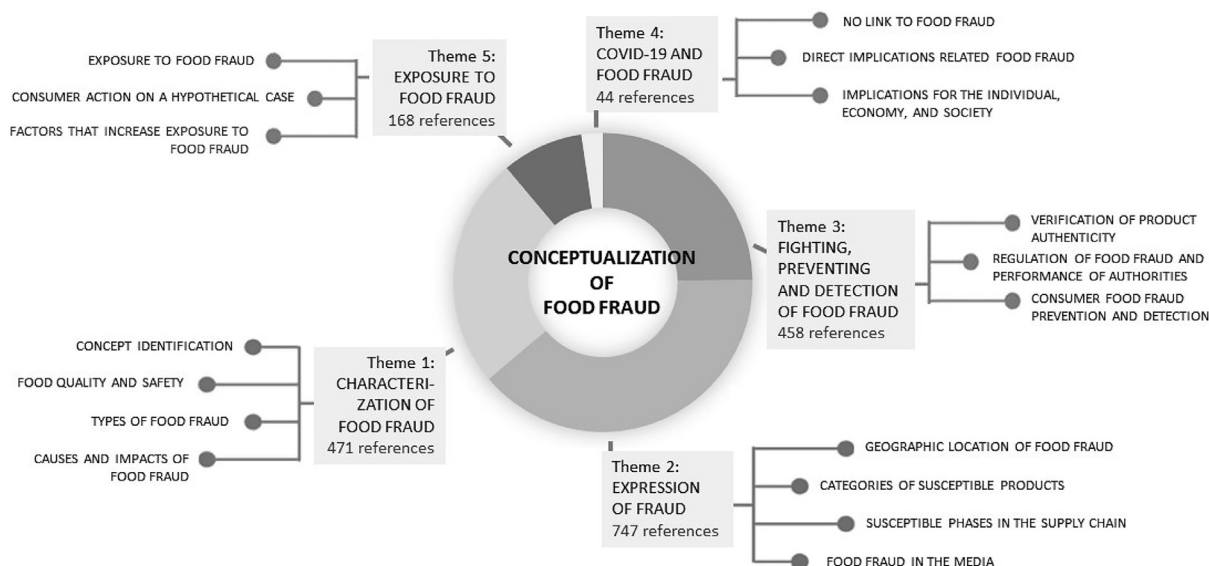 Theme 5:
EXPOSURE TO
FOOD FRAUD
168 references
EXPOSURE TO FOOD FRAUD
CONSUMER ACTION ON A HYPOTHETICAL CASE
FACTORS THAT INCREASE EXPOSURE TO
FOOD FRAUD
Theme 4:
COVID-19 AND
FOOD FRAUD
44 references
NO LINK TO FOOD FRAUD
DIRECT IMPLICATIONS RELATED FOOD FRAUD
IMPLICATIONS FOR THE INDIVIDUAL,
ECONOMY, AND SOCIETY
CONCEPTUALIZATION
OF
FOOD FRAUD
Theme 3:
FIGHTING,
PREVENTING
AND DETECTION
OF FOOD FRAUD
458 references
VERIFICATION OF PRODUCT
AUTHENTICITY
REGULATION OF FOOD FRAUD AND
PERFORMANCE OF AUTHORITIES
CONSUMER FOOD FRAUD
PREVENTION AND DETECTION
Theme 1:
CHARACTERI-
ZATION OF
FOOD FRAUD
471 references
CONCEPT IDENTIFICATION
FOOD QUALITY AND SAFETY
TYPES OF FOOD FRAUD
CAUSES AND IMPACTS OF
FOOD FRAUD
Theme 2:
EXPRESSION
OF FRAUD
747 references
GEOGRAPHIC LOCATION OF FOOD FRAUD
CATEGORIES OF SUSCEPTIBLE PRODUCTS
SUSCEPTIBLE PHASES IN THE SUPPLY CHAIN
FOOD FRAUD IN THE MEDIA